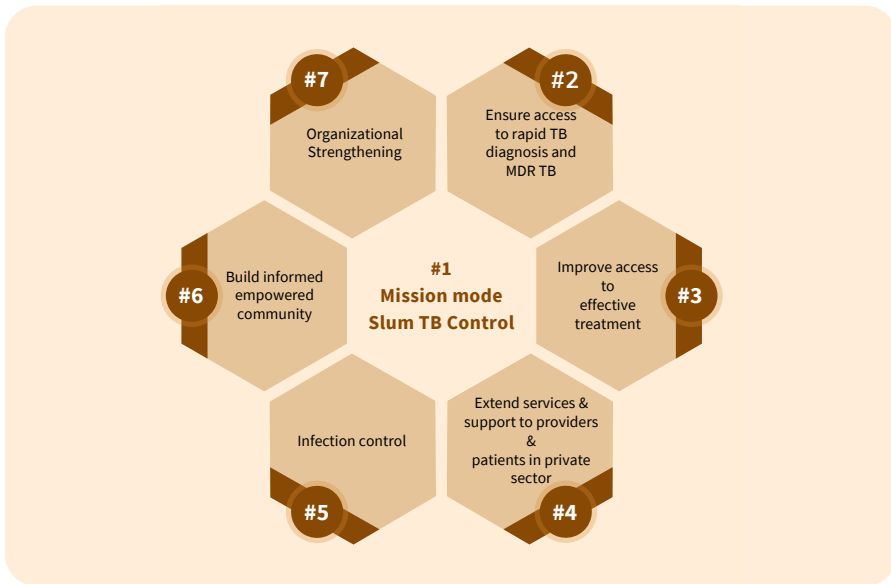 #1
Mission mode
Slum TB Control
#2
Ensure access
to rapid TB
diagnosis and
MDR TB
#3
Improve access
to
effective
treatment
#4
Extend services &
support to providers
&
patients in private
sector
#5
Infection control
#6
Build informed
empowered
community
#7
Organizational
Strengthening